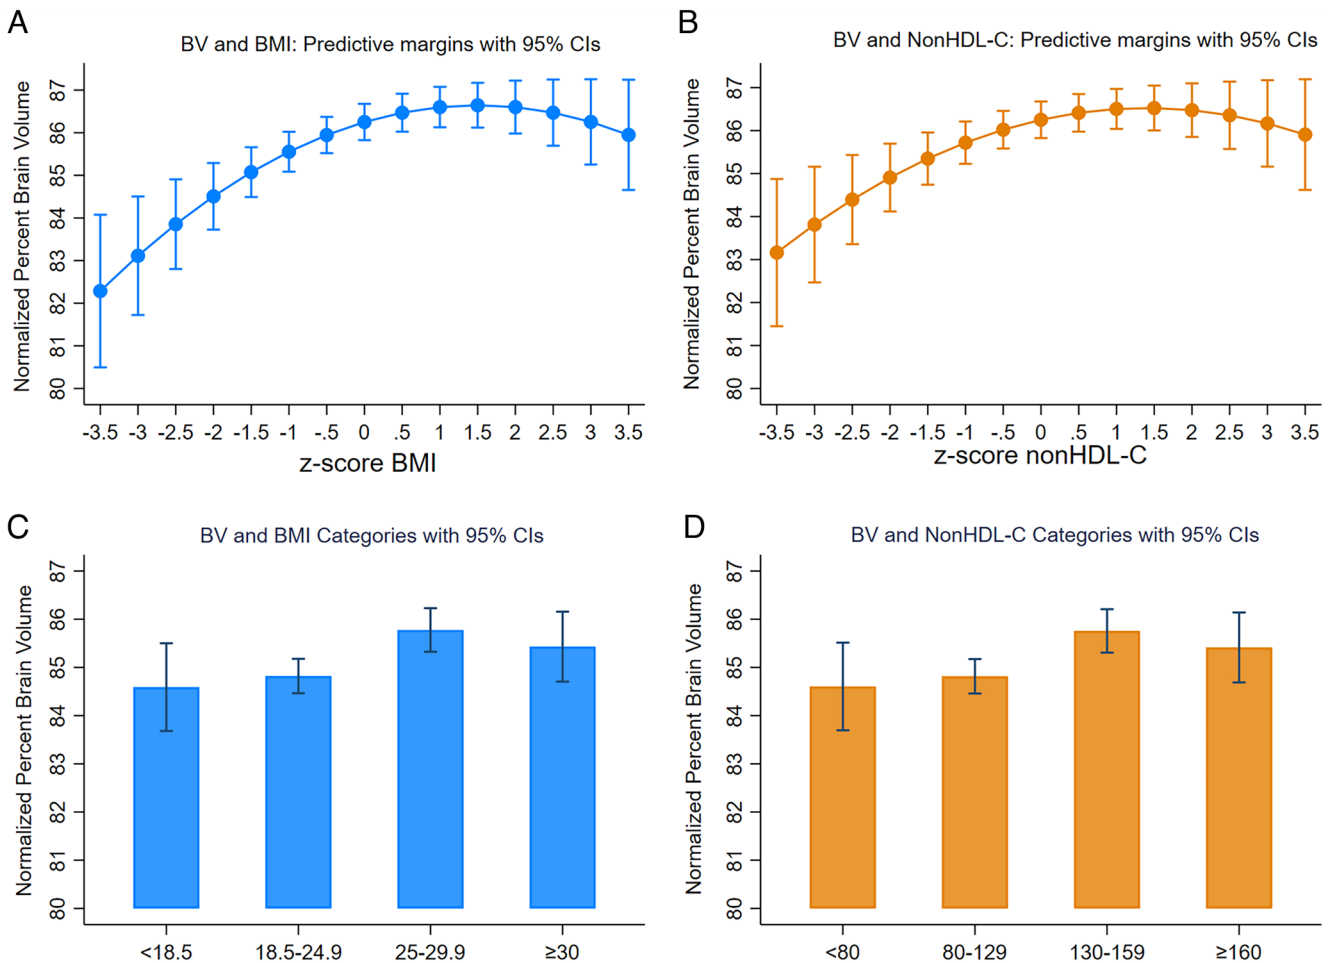 A
BV and BMI: Predictive margins with 95% CIs
Normalized Percent Brain Volume
87
86
85
84
83
82
81
80
-3.5 -3 -2.5 -2 -1.5 -1 -.5 0 .5 1 1.5 2 2.5 3 3.5
z-score BMI
B
BV and NonHDL-C: Predictive margins with 95% CIs
Normalized Percent Brain Volume
87
86
85
84
83
82
81
80
-3.5 -3 -2.5 -2 -1.5 -1 -.5 0 .5 1 1.5 2 2.5 3 3.5
z-score nonHDL-C
C
BV and BMI Categories with 95% CIs
Normalized Percent Brain Volume
87
86
85
84
83
82
81
80
<18.5 18.5-24.9 25-29.9 ≥30
D
BV and NonHDL-C Categories with 95% CIs
Normalized Percent Brain Volume
87
86
85
84
83
82
81
80
<80 80-129 130-159 ≥160